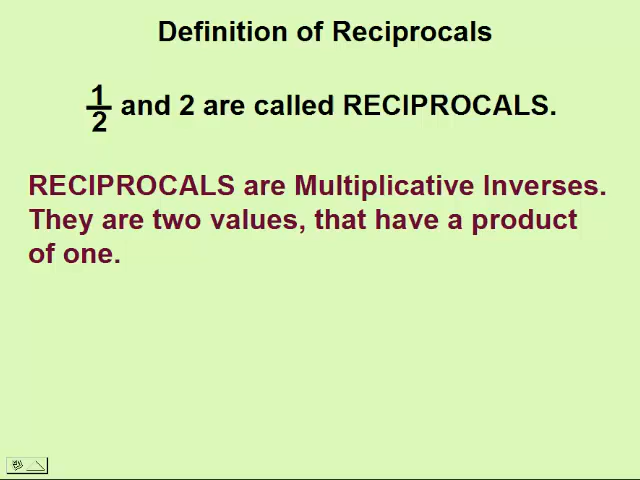 Definition of Reciprocals
1/2 and 2 are called RECIPROCALS.
RECIPROCALS are Multiplicative Inverses.
They are two values, that have a product
of one.